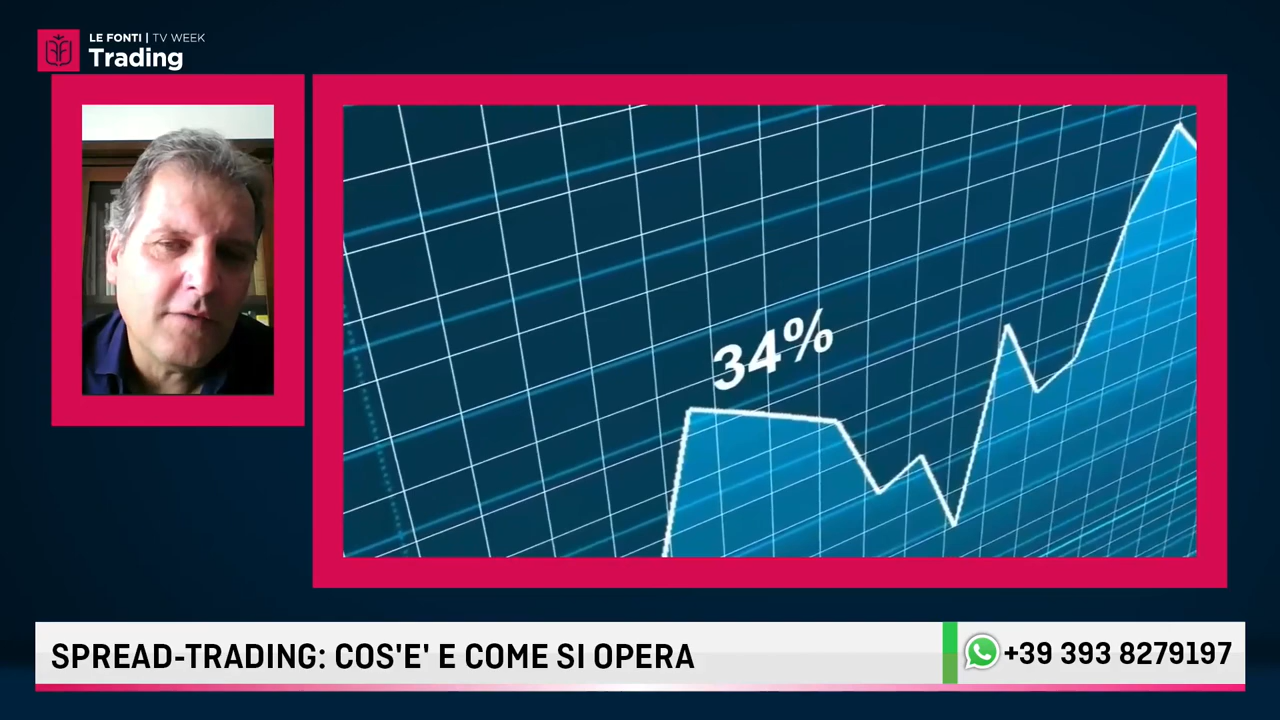 LE FONTI | TV WEEK
Trading
34%
SPREAD-TRADING: COS'E' E COME SI OPERA
+39 393 8279197